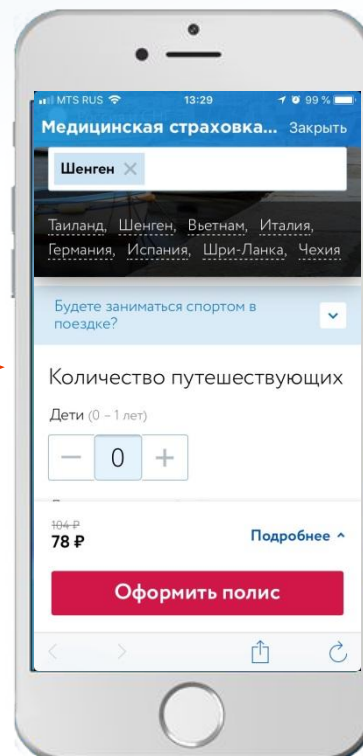 MTS RUS 13:29 99 %
Медицинская страховка... Закрыть
Шенген
Таиланд, Шенген, Вьетнам, Италия,
Германия, Испания, Шри-Ланка, Чехия
Будете заниматься спортом в
поездке?
Количество путешествующих
Дети (0 – 1 лет)
— 0 +
104 ₽
78 ₽ Подробнее
Оформить полис